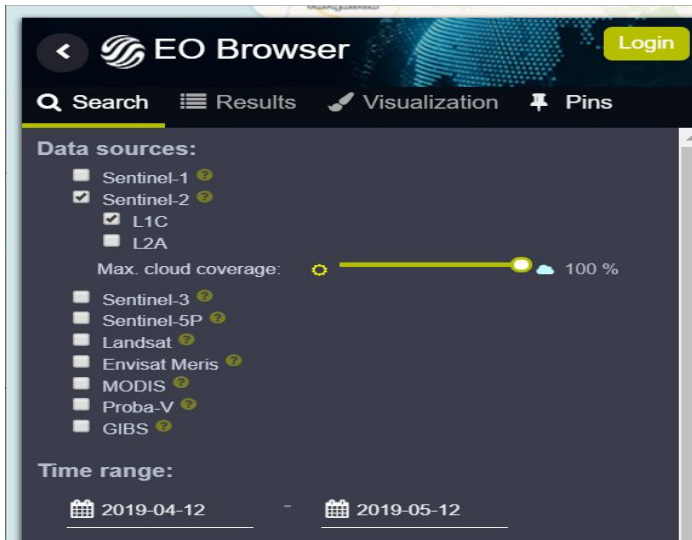 EO Browser
Login
Search Results Visualization Pins
Data sources:
Sentinel-1 ?
Sentinel-2 ?
L1C
L2A
Max. cloud coverage: 100 %
Sentinel-3 ?
Sentinel-5P ?
Landsat ?
Envisat Meris ?
MODIS ?
Proba-V ?
GIBS ?
Time range:
2019-04-12 - 2019-05-12